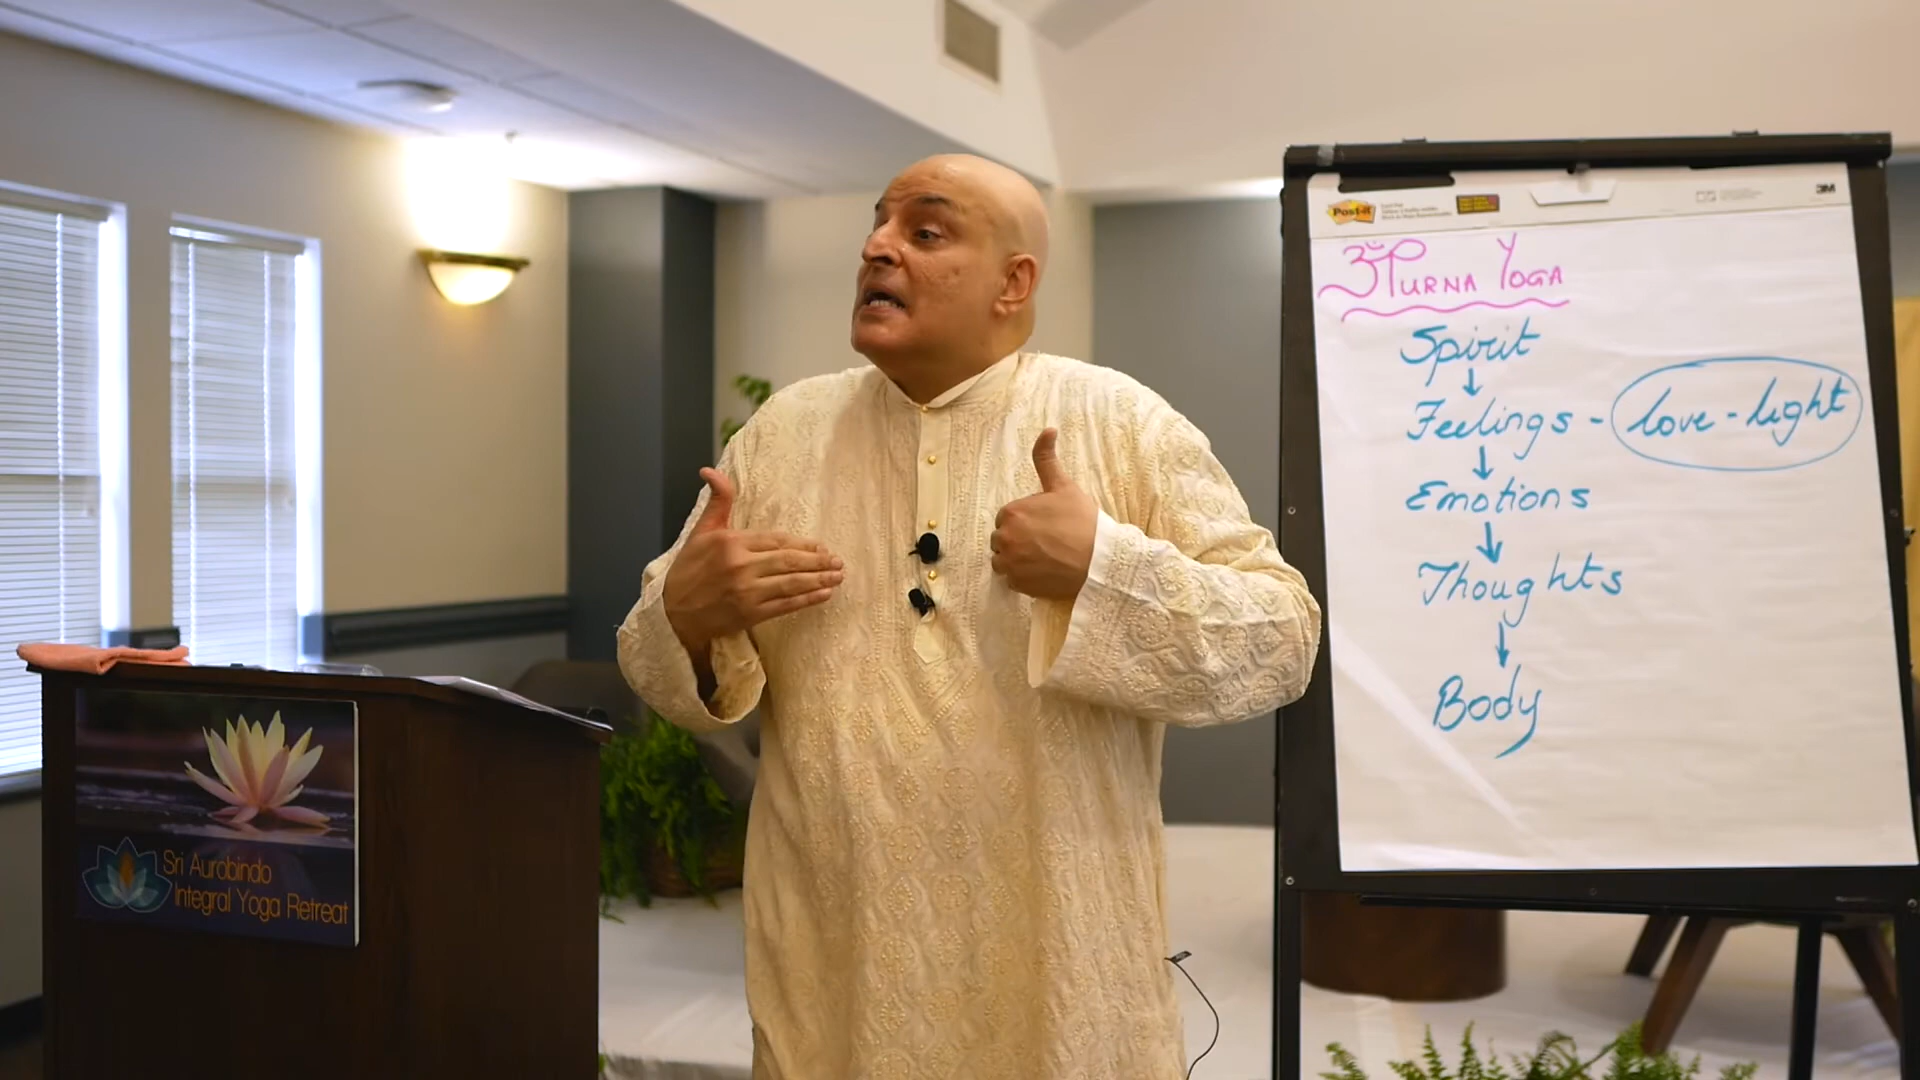 Post-it
3M
ॐ PURNA YOGA
Spirit
↓
Feelings - love - light
↓
Emotions
↓
Thoughts
↓
Body
Sri Aurobindo
Integral Yoga Retreat